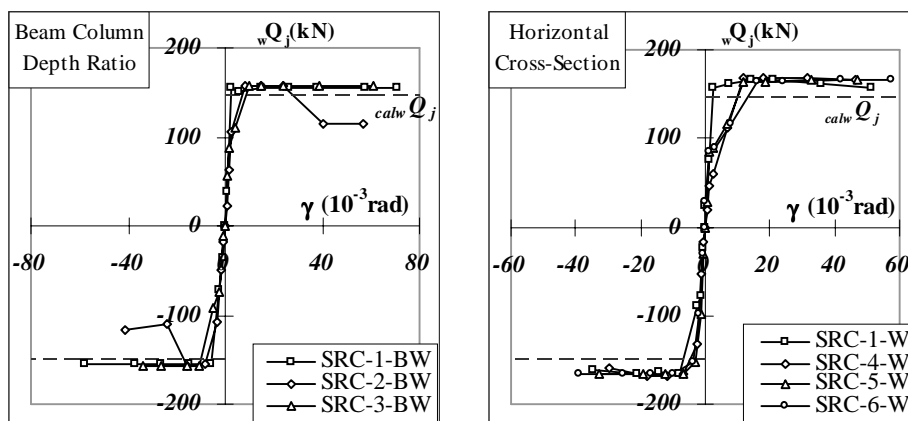 Beam Column
Depth Ratio
wQj(kN)
200
calwQj
100
γ (10-3rad)
0
-80
-40
0
40
80
-100
-200
SRC-1-BW
SRC-2-BW
SRC-3-BW
Horizontal
Cross-Section
wQj(kN)
200
calwQj
100
γ (10-3rad)
0
-60
-40
-20
0
20
40
60
-100
-200
SRC-1-W
SRC-4-W
SRC-5-W
SRC-6-W